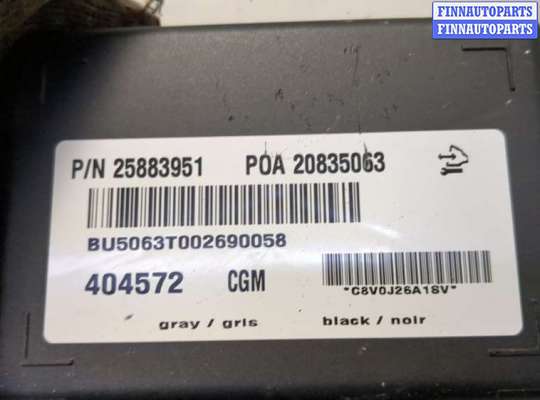 FINNAUTOPARTS
FINNAUTOPARTS
P/N 25883951 POA 20835063
BU5063T002690058
404572 CGM
*C8V0J26A1SV*
gray / gris black / noir